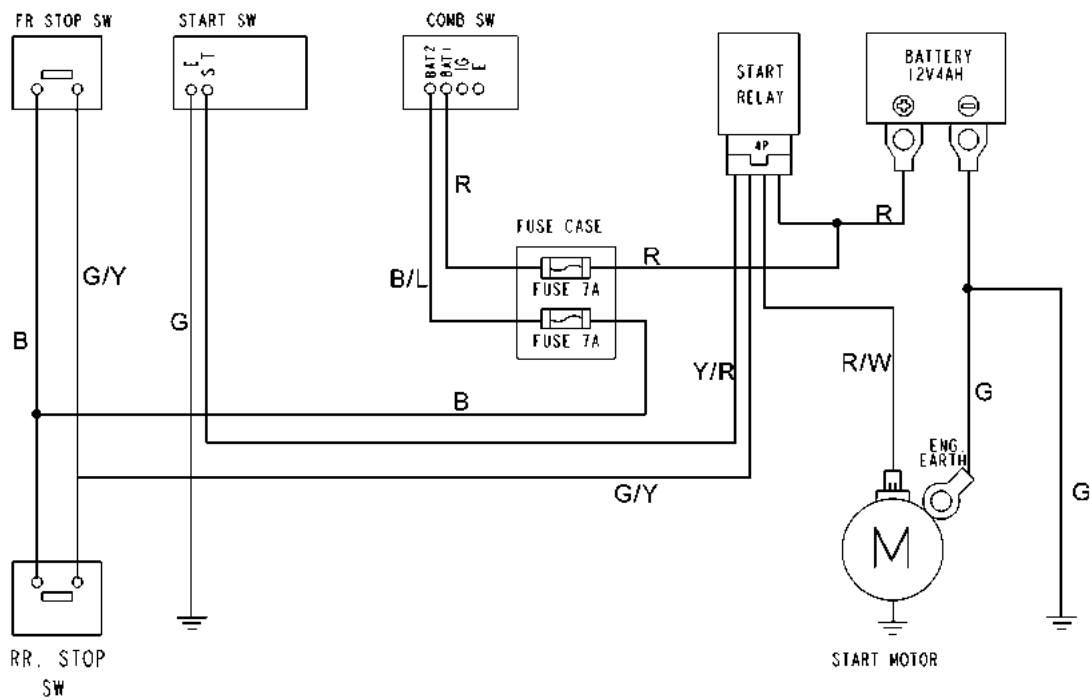 FR STOP SW
START SW
COMB SW
E
ST
BAT2
BAT1
IG
E
START
RELAY
4P
BATTERY
12V4AH
R
R
FUSE CASE
R
G/Y
B/L
FUSE 7A
G
FUSE 7A
B
Y/R
R/W
B
G
ENG.
EARTH
G/Y
G
M
RR. STOP
SW
START MOTOR